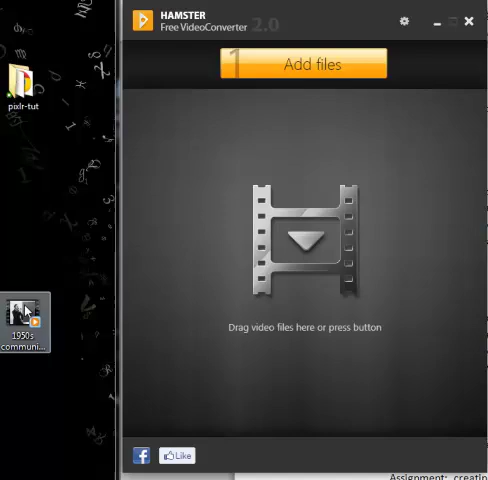 HAMSTER
Free VideoConverter 2.0
1 Add files
pixlr-tut
Drag video files here or press button
1950s
communi...
f Like
Assignment: creatin